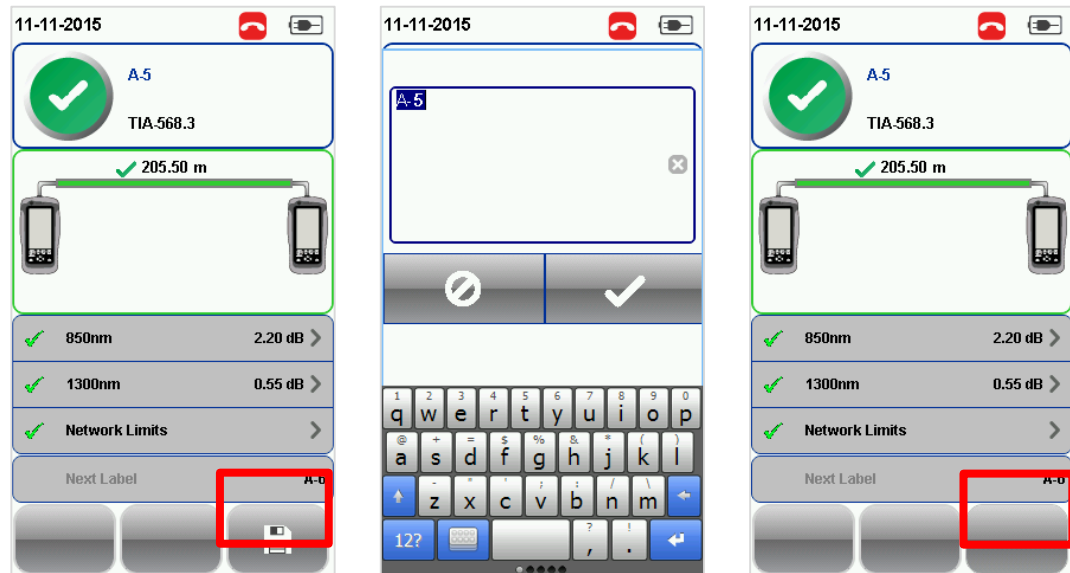 11-11-2015
A-5
TIA-568.3
205.50 m
850nm 2.20 dB
1300nm 0.55 dB
Network Limits
Next Label
11-11-2015
A-5
1 2 3 4 5 6 7 8 9 0
q w e r t y u i o p
@ + = $ % & * ( )
a s d f g h j k l
- " ' ; : / \
z x c v b n m
? !
12? , .
11-11-2015
A-5
TIA-568.3
205.50 m
850nm 2.20 dB
1300nm 0.55 dB
Network Limits
Next Label